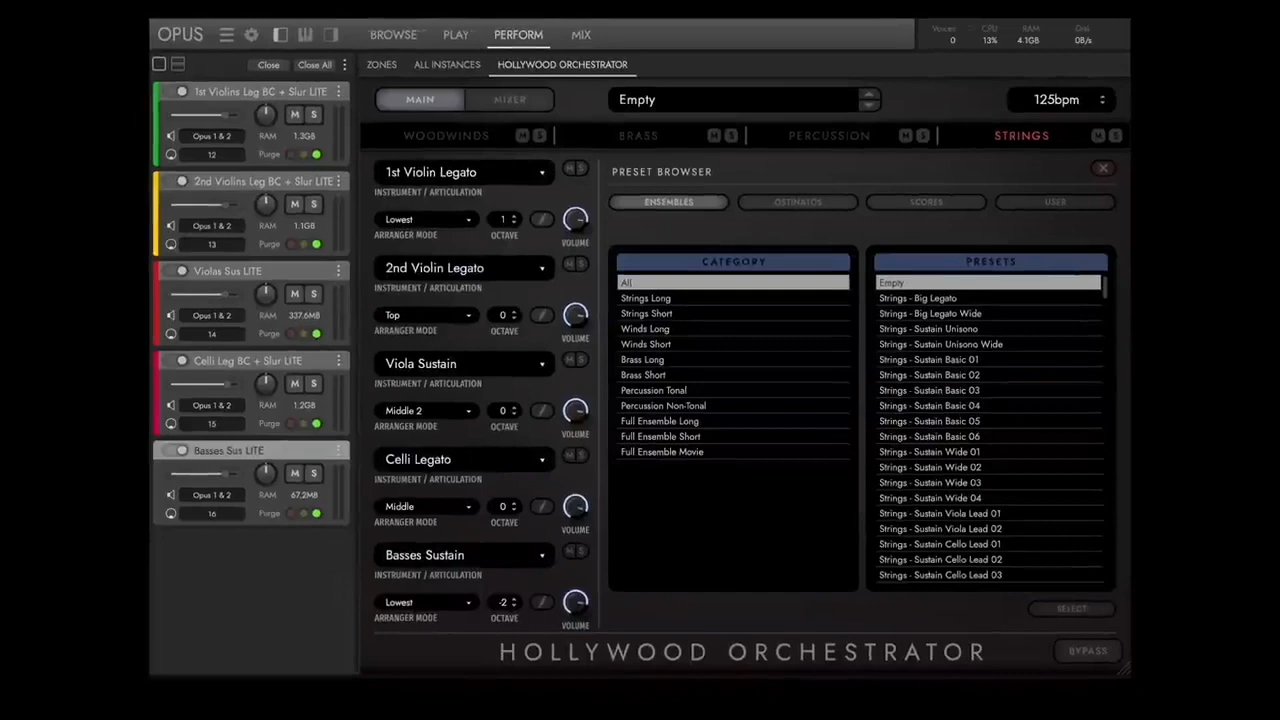 OPUS
BROWSE PLAY PERFORM MIX
Voices CPU RAM Disk
0 13% 4.1GB 0B/s
Close Close All
ZONES ALL INSTANCES HOLLYWOOD ORCHESTRATOR
1st Violins Leg BC + Slur LITE
M S
Opus 1 & 2 RAM 1.3GB
12 Purge
2nd Violins Leg BC + Slur LITE
M S
Opus 1 & 2 RAM 1.1GB
13 Purge
Violas Sus LITE
M S
Opus 1 & 2 RAM 337.6MB
14 Purge
Celli Leg BC + Slur LITE
M S
Opus 1 & 2 RAM 1.2GB
15 Purge
Basses Sus LITE
M S
Opus 1 & 2 RAM 67.2MB
16 Purge
MAIN MIXER
Empty
125bpm
WOODWINDS M S BRASS M S PERCUSSION M S STRINGS M S
1st Violin Legato M S
INSTRUMENT / ARTICULATION
Lowest 1
ARRANGER MODE OCTAVE VOLUME
2nd Violin Legato M S
INSTRUMENT / ARTICULATION
Top 0
ARRANGER MODE OCTAVE VOLUME
Viola Sustain M S
INSTRUMENT / ARTICULATION
Middle 2 0
ARRANGER MODE OCTAVE VOLUME
Celli Legato M S
INSTRUMENT / ARTICULATION
Middle 0
ARRANGER MODE OCTAVE VOLUME
Basses Sustain M S
INSTRUMENT / ARTICULATION
Lowest -2
ARRANGER MODE OCTAVE VOLUME
PRESET BROWSER
ENSEMBLES OSTINATOS SCORES USER
CATEGORY
All
Strings Long
Strings Short
Winds Long
Winds Short
Brass Long
Brass Short
Percussion Tonal
Percussion Non-Tonal
Full Ensemble Long
Full Ensemble Short
Full Ensemble Movie
PRESETS
Empty
Strings - Big Legato
Strings - Big Legato Wide
Strings - Sustain Unisono
Strings - Sustain Unisono Wide
Strings - Sustain Basic 01
Strings - Sustain Basic 02
Strings - Sustain Basic 03
Strings - Sustain Basic 04
Strings - Sustain Basic 05
Strings - Sustain Basic 06
Strings - Sustain Wide 01
Strings - Sustain Wide 02
Strings - Sustain Wide 03
Strings - Sustain Wide 04
Strings - Sustain Viola Lead 01
Strings - Sustain Viola Lead 02
Strings - Sustain Cello Lead 01
Strings - Sustain Cello Lead 02
Strings - Sustain Cello Lead 03
SELECT
HOLLYWOOD ORCHESTRATOR
BYPASS